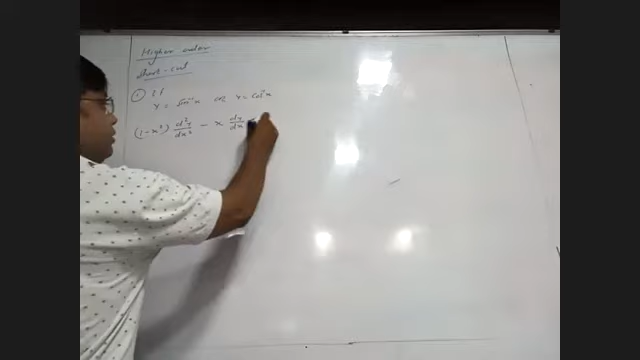 Higher order
short-cut
① If
y = sin⁻¹x or y = cos⁻¹x
(1-x²) d²y/dx² - x dy/dx =